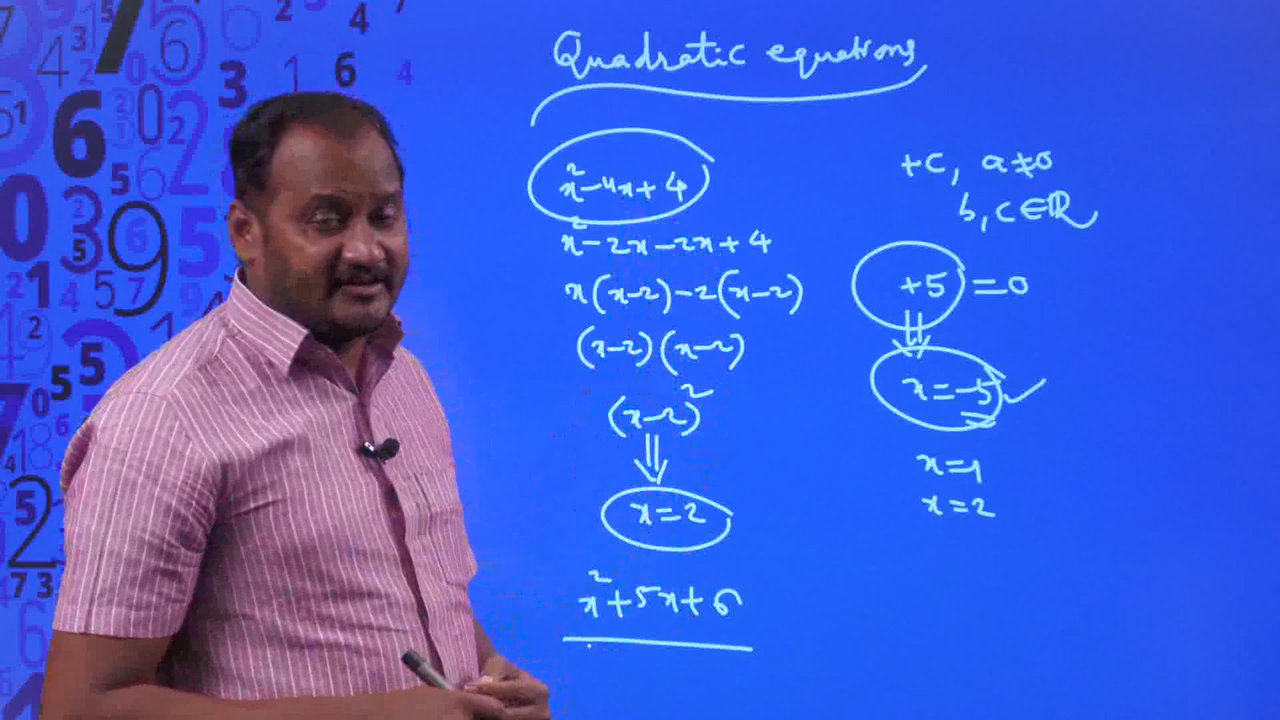 Quadratic equations
x²-4x+4
x²-2x-2x+4
x(x-2)-2(x-2)
(x-2)(x-2)
(x-2)²
⇓
x=2
x²+5x+6
+c, a≠0
b,c∈ℝ
+5=0
⇓
x=-5✓
x=1
x=2